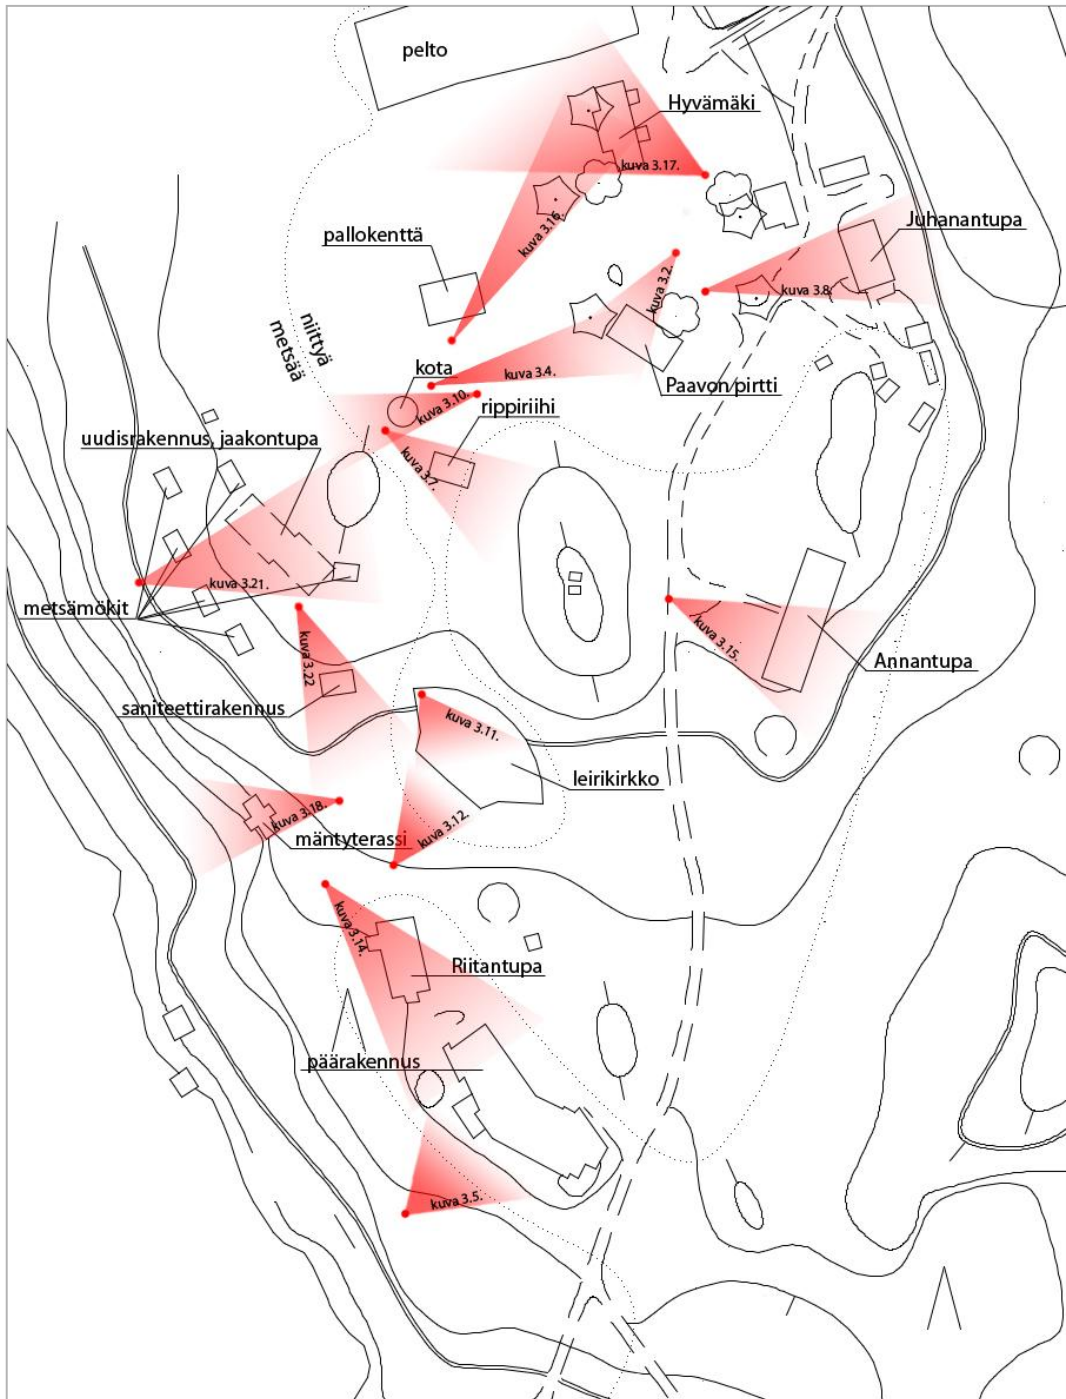 pelto
Hyvämäki
kuva 3.17.
Juhanantupa
kuva 3.16.
pallokenttä
kuva 3.2.
kuva 3.8.
niittyä
metsää
kota
kuva 3.4.
Paavon pirtti
kuva 3.10.
rippiriihi
uudisrakennus, jaakontupa
kuva 3.7.
kuva 3.21.
metsämökit
kuva 3.15.
Annantupa
kuva 3.22
saniteettirakennus
kuva 3.11.
leirikirkko
kuva 3.18.
kuva 3.12.
mäntyterassi
kuva 3.14.
Riitantupa
päärakennus
kuva 3.5.